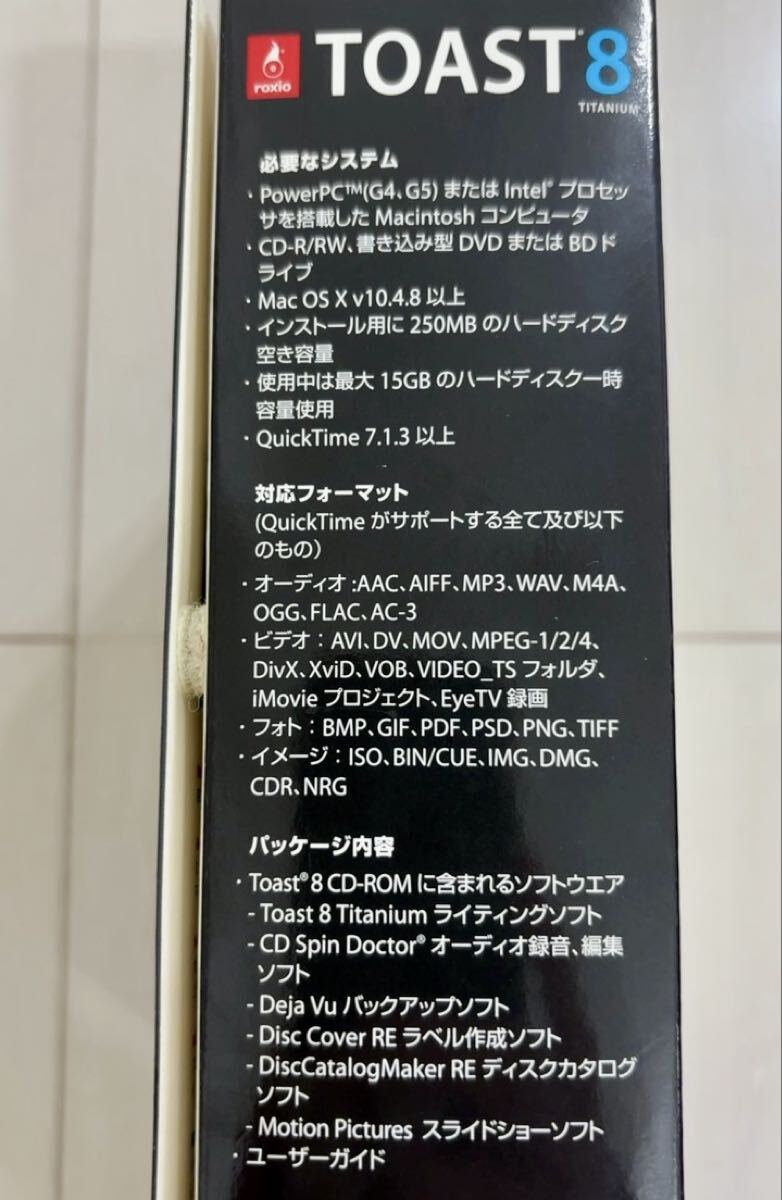 roxio
TOAST® 8
TITANIUM
必要なシステム
・PowerPC™(G4、G5) または Intel® プロセッ
サを搭載した Macintosh コンピュータ
・CD-R/RW、書き込み型 DVD または BD ド
ライブ
・Mac OS X v10.4.8 以上
・インストール用に 250MB のハードディスク
空き容量
・使用中は最大 15GB のハードディスク一時
容量使用
・QuickTime 7.1.3 以上
対応フォーマット
(QuickTime がサポートする全て及び以下
のもの)
・オーディオ :AAC、AIFF、MP3、WAV、M4A、
OGG、FLAC、AC-3
・ビデオ : AVI、DV、MOV、MPEG-1/2/4、
DivX、XviD、VOB、VIDEO_TS フォルダ、
iMovie プロジェクト、EyeTV 録画
・フォト : BMP、GIF、PDF、PSD、PNG、TIFF
・イメージ : ISO、BIN/CUE、IMG、DMG、
CDR、NRG
パッケージ内容
・Toast® 8 CD-ROM に含まれるソフトウエア
- Toast 8 Titanium ライティングソフト
- CD Spin Doctor® オーディオ録音、編集
ソフト
- Deja Vu バックアップソフト
- Disc Cover RE ラベル作成ソフト
- DiscCatalogMaker RE ディスクカタログ
ソフト
- Motion Pictures スライドショーソフト
・ユーザーガイド